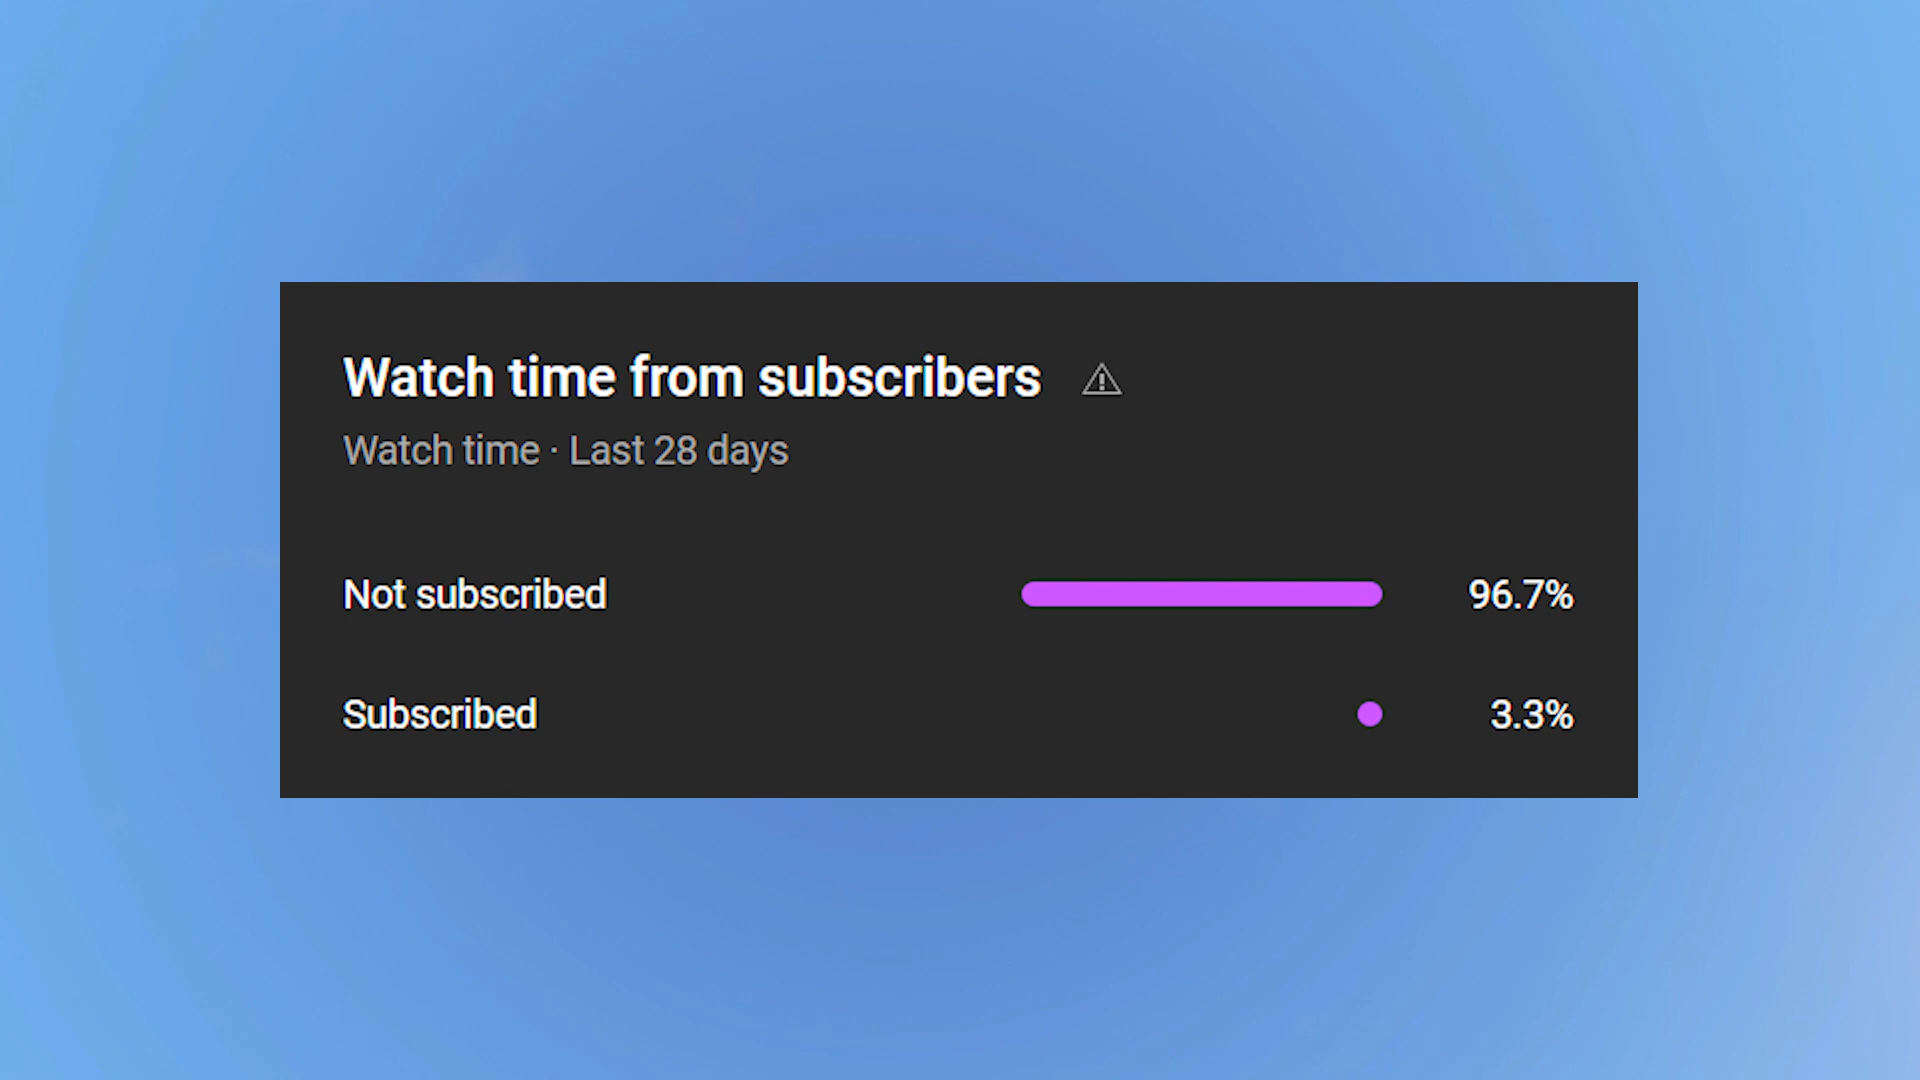 Watch time from subscribers
Watch time · Last 28 days
Not subscribed 96.7%
Subscribed 3.3%